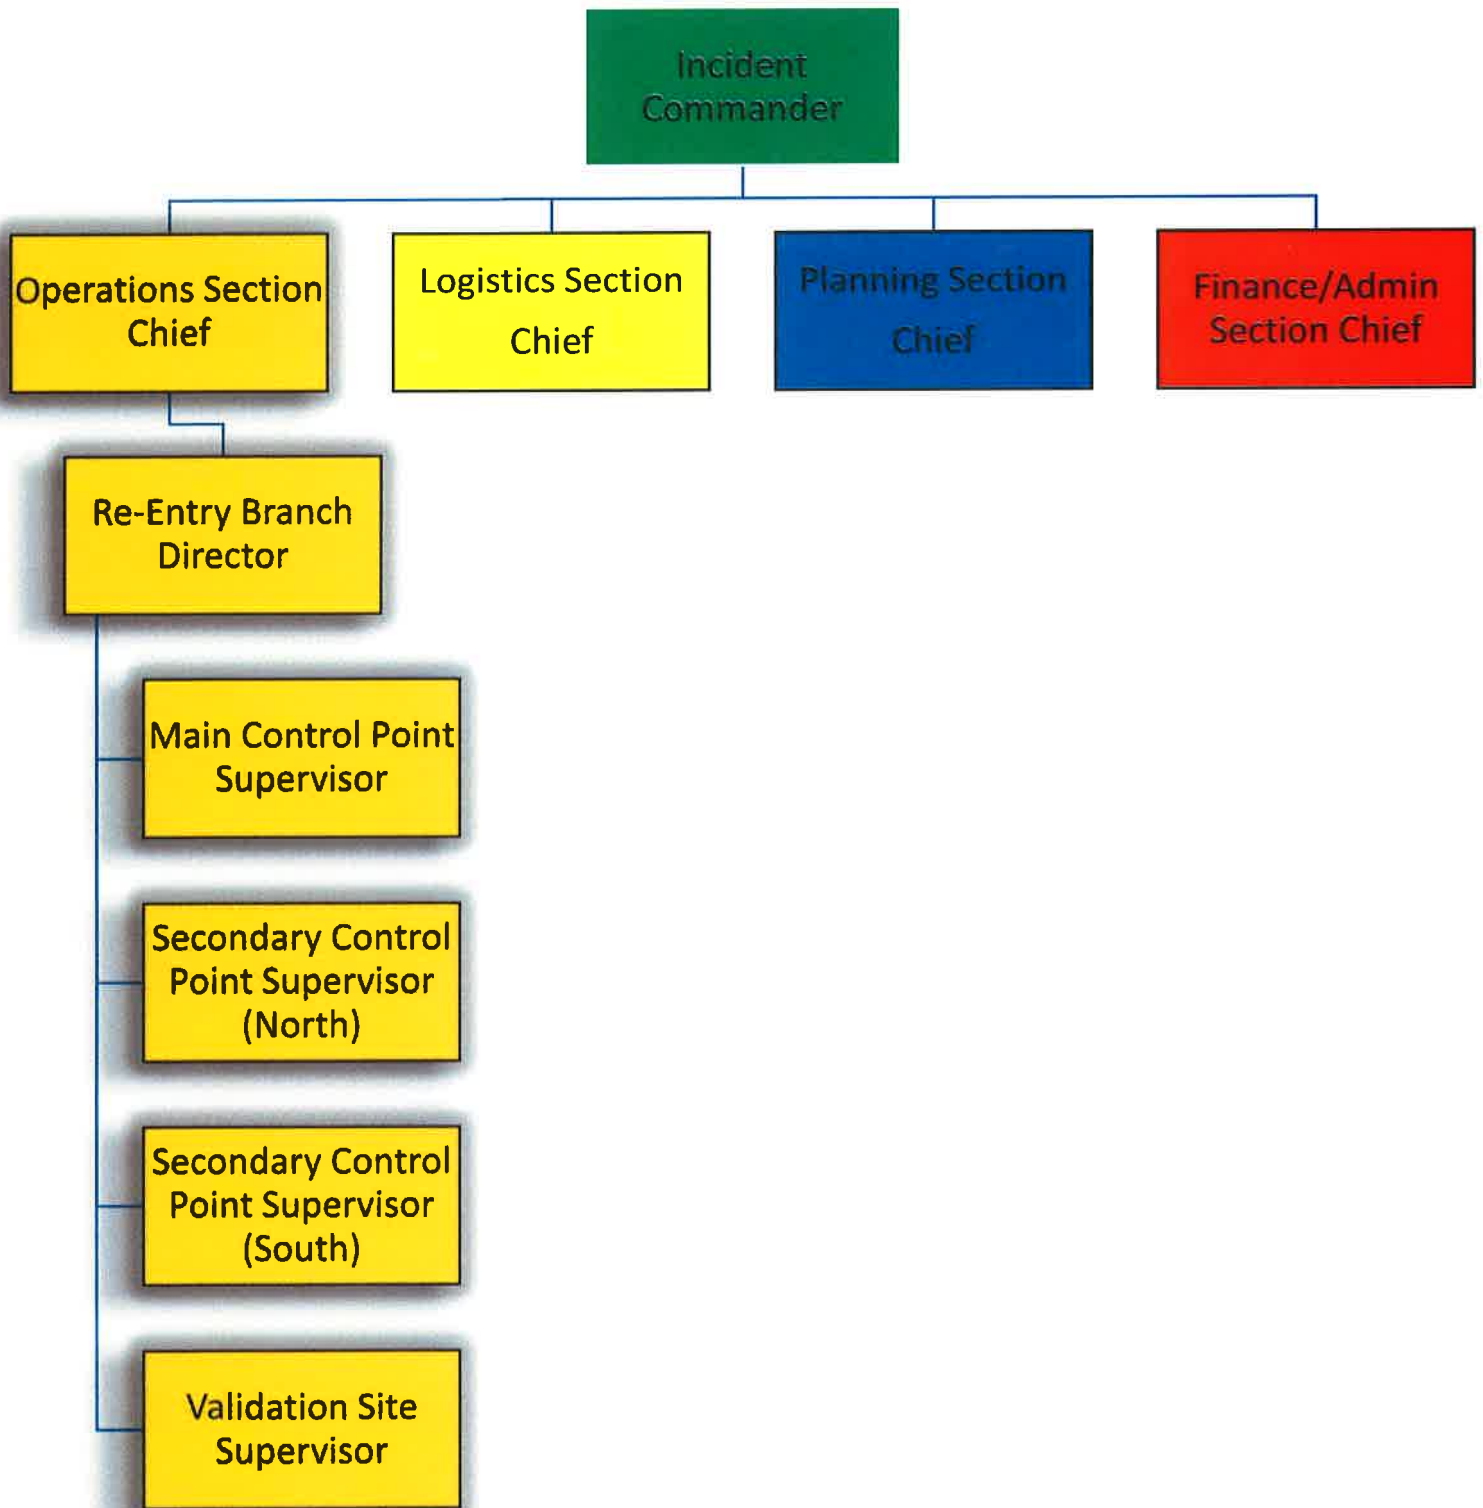 Incident
Commander
Operations Section
Chief
Logistics Section
Chief
Planning Section
Chief
Finance/Admin
Section Chief
Re-Entry Branch
Director
Main Control Point
Supervisor
Secondary Control
Point Supervisor
(North)
Secondary Control
Point Supervisor
(South)
Validation Site
Supervisor